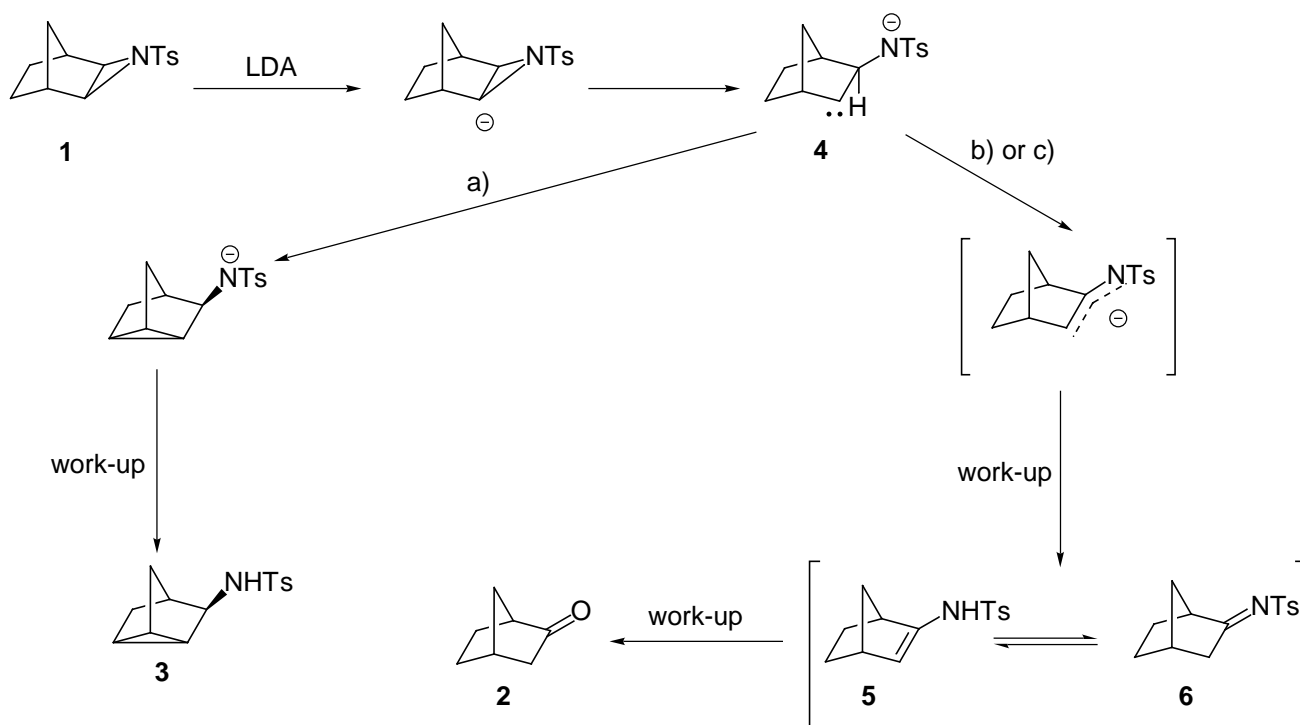 NTs
LDA
NTs
⊖
⊖
NTs
H
1
4
a)
b) or c)
⊖
NTs
NTs
⊖
work-up
work-up
NHTs
3
O
2
work-up
NHTs
5
NTs
6